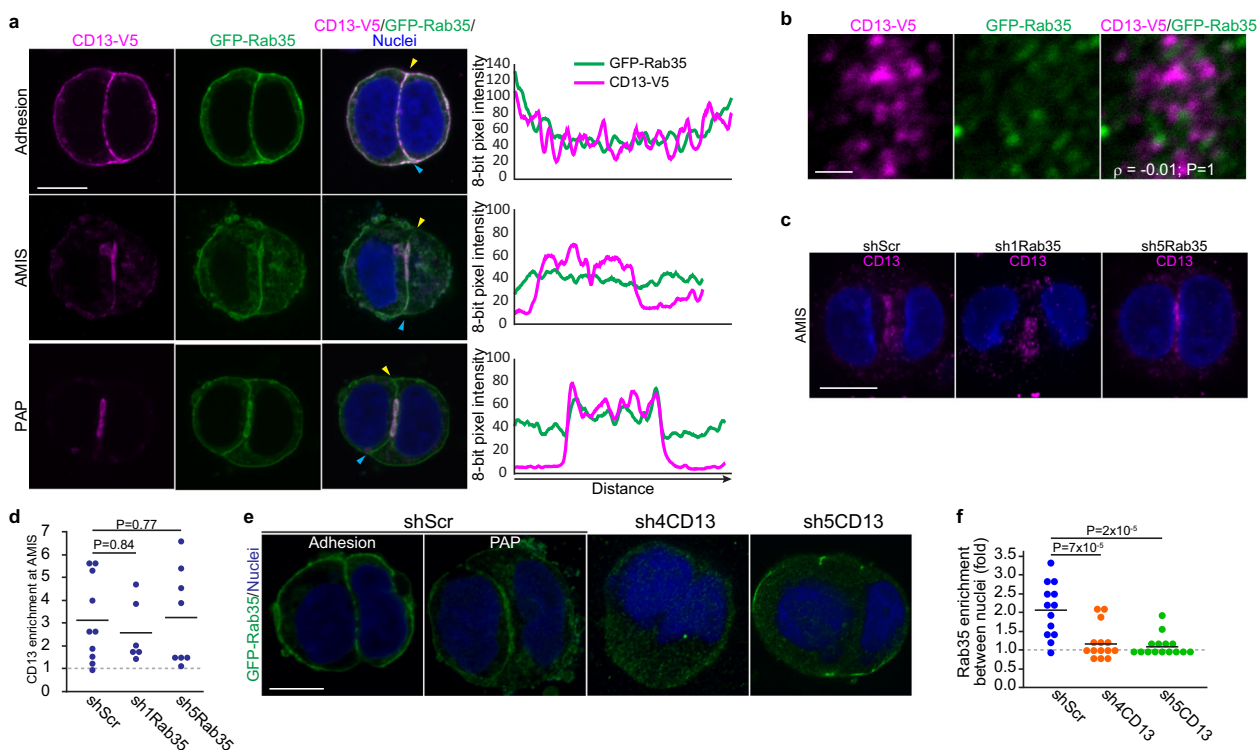 a
CD13-V5
GFP-Rab35
CD13-V5/GFP-Rab35/
Nuclei
Adhesion
AMIS
PAP
GFP-Rab35
CD13-V5
8-bit pixel intensity
140
120
100
80
60
40
20
0
8-bit pixel intensity
100
80
60
40
20
0
8-bit pixel intensity
100
80
60
40
20
0
Distance
b
CD13-V5
GFP-Rab35
CD13-V5/GFP-Rab35
ρ = -0.01; P=1
c
shScr
sh1Rab35
sh5Rab35
CD13
CD13
CD13
AMIS
d
P=0.77
P=0.84
CD13 enrichment at AMIS
7
6
5
4
3
2
1
0
shScr
sh1Rab35
sh5Rab35
e
shScr
sh4CD13
sh5CD13
Adhesion
PAP
GFP-Rab35/Nuclei
f
P=2x10⁻⁵
P=7x10⁻⁵
Rab35 enrichment
between nuclei (fold)
3.5
3.0
2.5
2.0
1.5
1.0
0.5
0.0
shScr
sh4CD13
sh5CD13